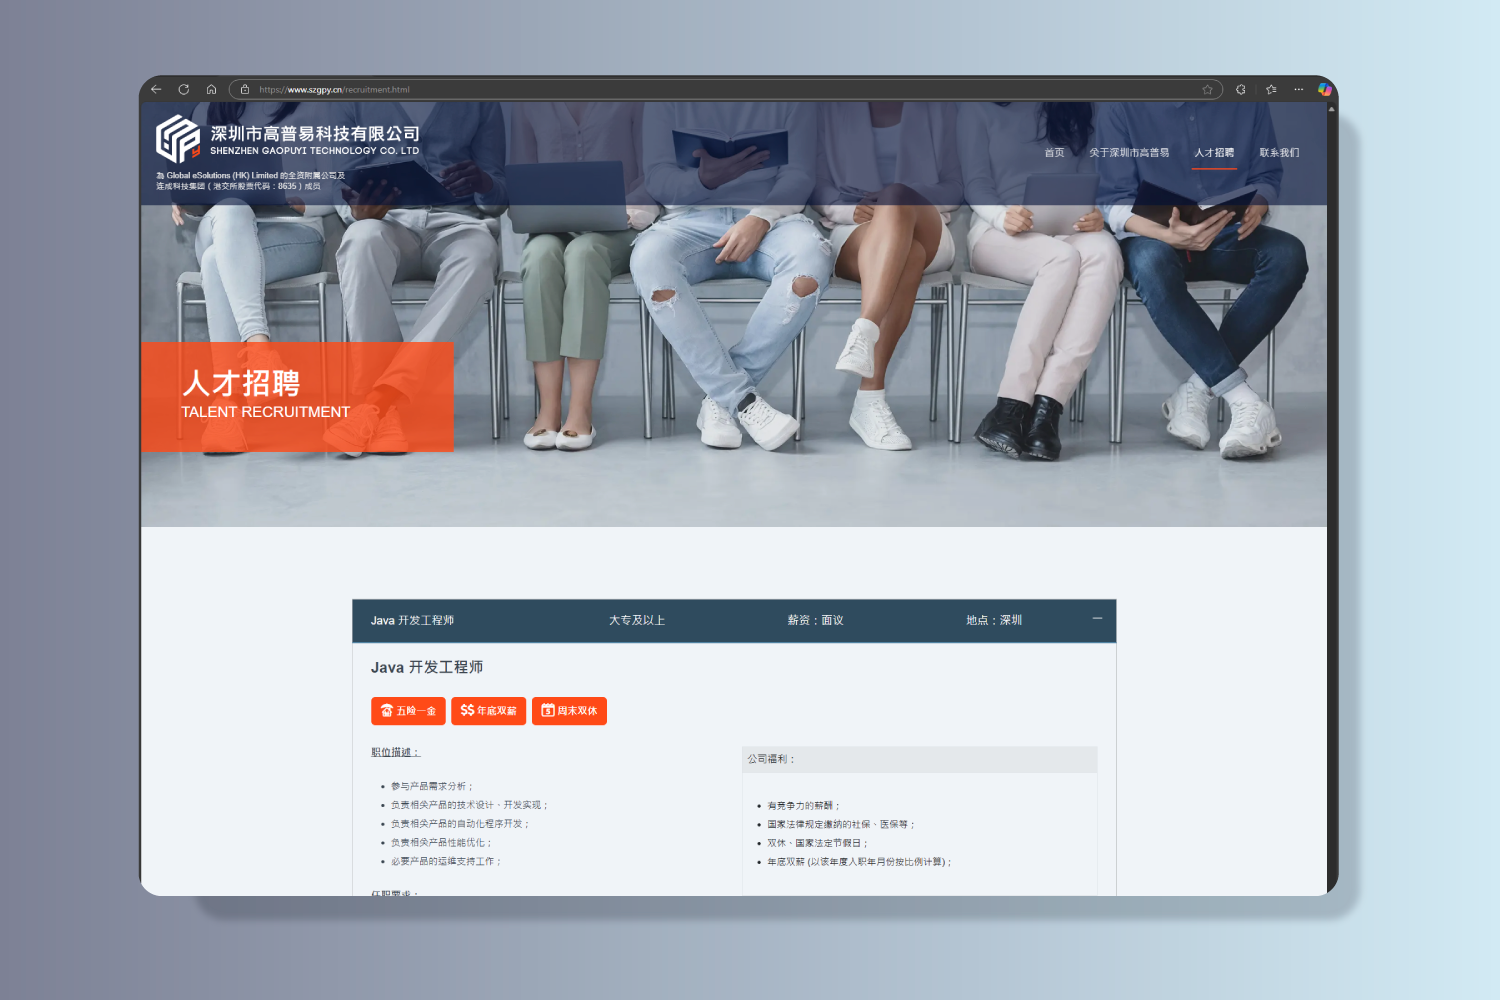 https://www.szgpy.cn/recruitment.html
深圳市高普易科技有限公司
SHENZHEN GAOPUYI TECHNOLOGY CO. LTD
為 Global eSolutions (HK) Limited 的全资附属公司及
连成科技集团 ( 港交所股票代码：8635 ) 成员
首页
关于深圳市高普易
人才招聘
联系我们
人才招聘
TALENT RECRUITMENT
Java 开发工程师
大专及以上
薪资：面议
地点：深圳
Java 开发工程师
五险一金
$$ 年底双薪
5 周末双休
职位描述：
参与产品需求分析；
负责相关产品的技术设计、开发实现；
负责相关产品的自动化程序开发；
负责相关产品性能优化；
必要产品的运维支持工作；
任职要求：
公司福利：
有竞争力的薪酬；
国家法律规定缴纳的社保、医保等；
双休、国家法定节假日；
年底双薪 (以该年度入职年月份按比例计算)；